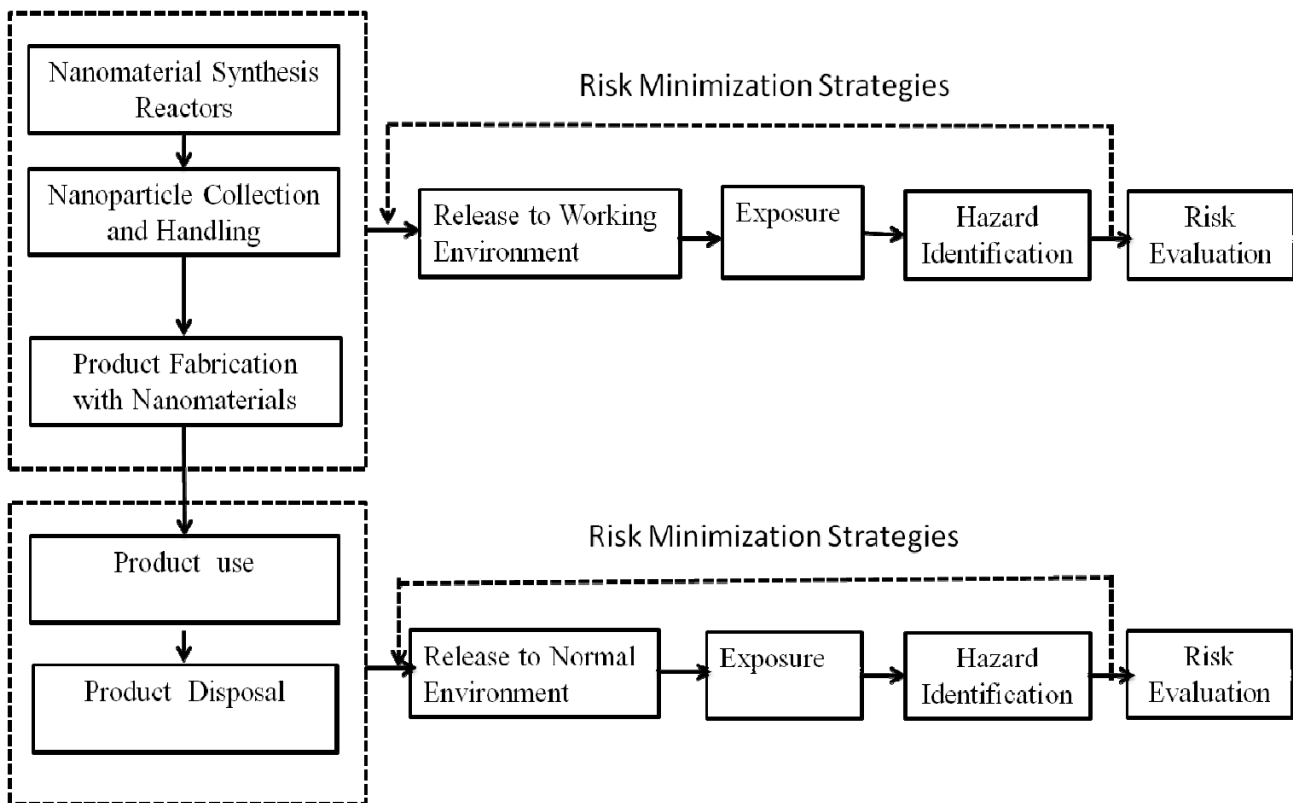 Nanomaterial Synthesis
Reactors
Nanoparticle Collection
and Handling
Product Fabrication
with Nanomaterials
Risk Minimization Strategies
Release to Working
Environment
Exposure
Hazard
Identification
Risk
Evaluation
Product use
Product Disposal
Risk Minimization Strategies
Release to Normal
Environment
Exposure
Hazard
Identification
Risk
Evaluation